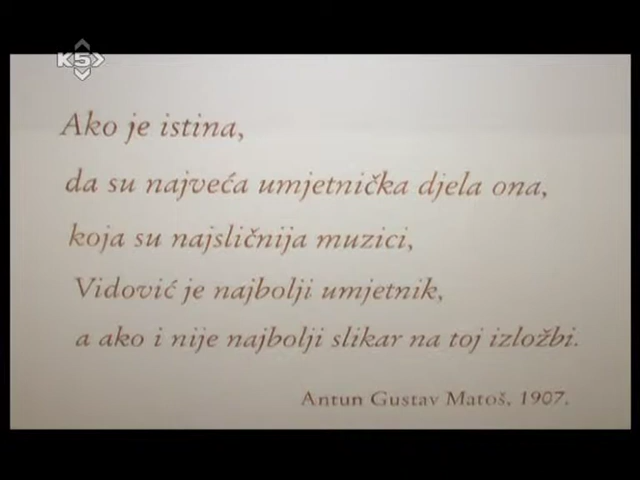 K5
Ako je istina,
da su najveća umjetnička djela ona,
koja su najsličnija muzici,
Vidović je najbolji umjetnik,
a ako i nije najbolji slikar na toj izložbi.
Antun Gustav Matoš, 1907.